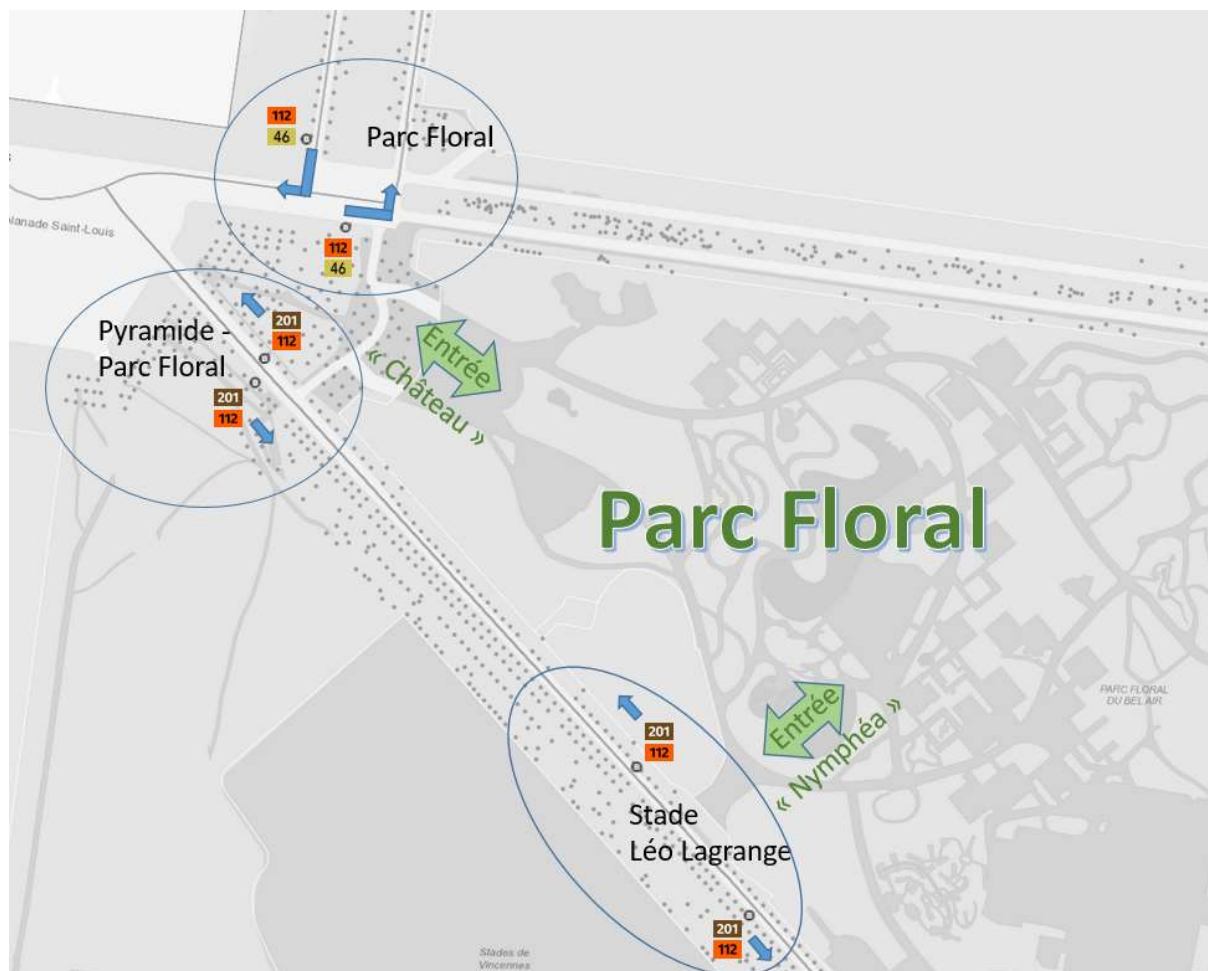 112
46
Parc Floral
112
46
lanade Saint-Louis
201
112
Pyramide -
Parc Floral
201
112
Entrée
« Château »
Parc Floral
PARC FLORAL
DU BEL AIR
Entrée
« Nymphéa »
201
112
Stade
Léo Lagrange
201
112
Stades de
Vincennes